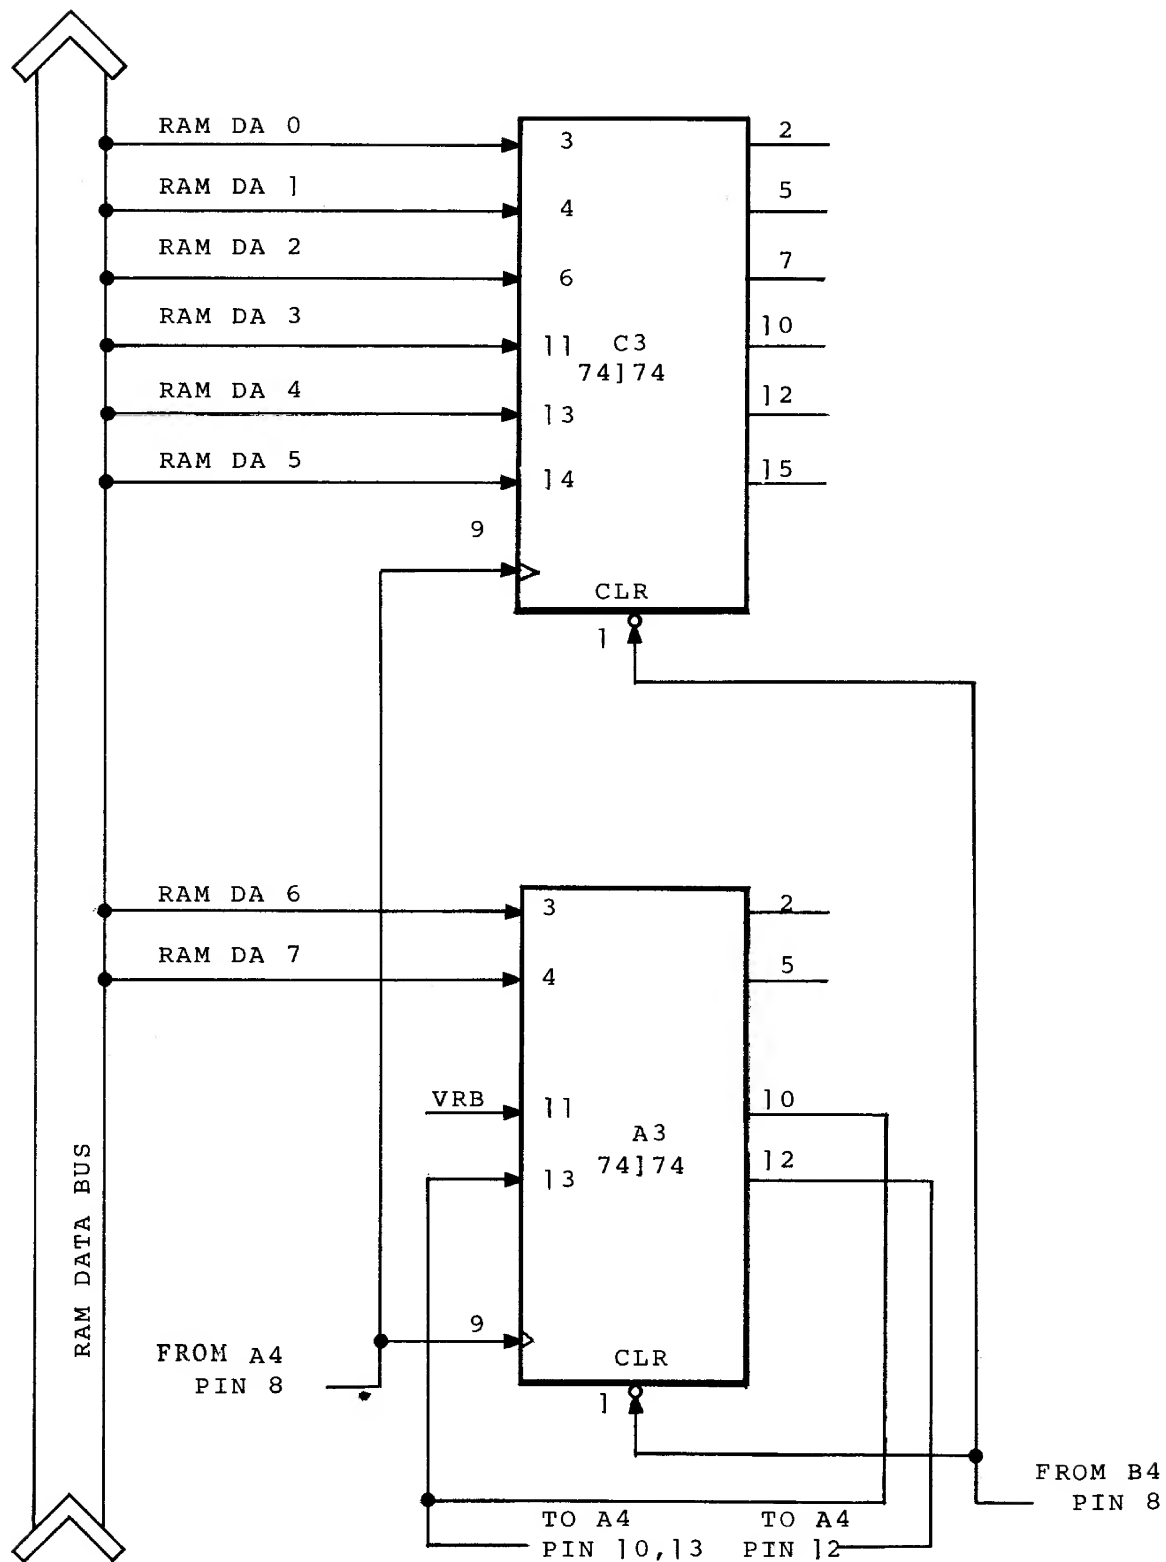 RAM DA 0
3
2
RAM DA 1
4
5
RAM DA 2
6
7
RAM DA 3
11
C3
74174
10
RAM DA 4
13
12
RAM DA 5
14
15
9
CLR
1
RAM DA 6
3
2
RAM DA 7
4
5
VRB
11
A3
74174
10
13
12
RAM DATA BUS
9
CLR
1
FROM A4
PIN 8
TO A4
PIN 10,13
TO A4
PIN 12
FROM B4
PIN 8